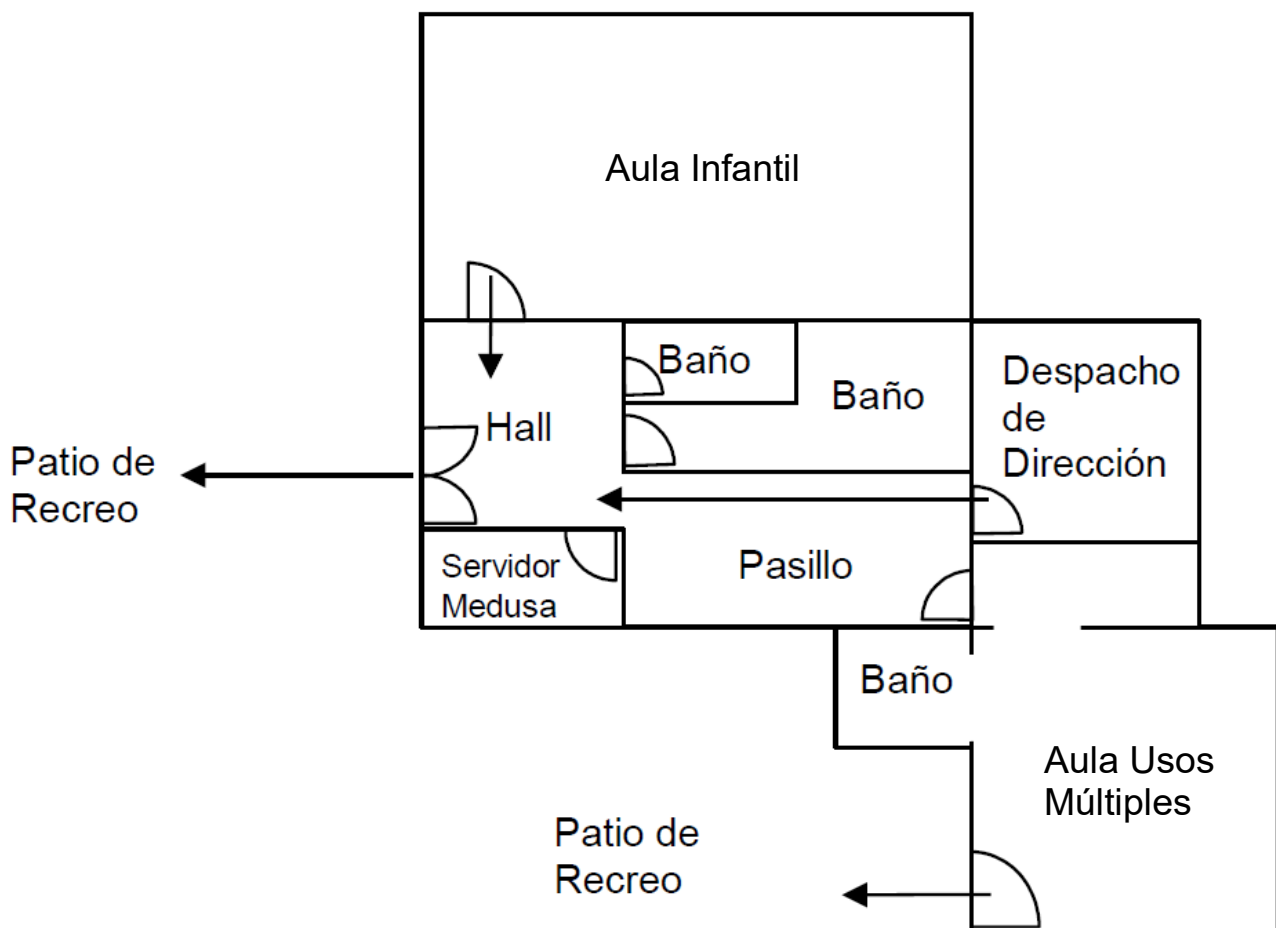 Aula Infantil
Baño
Baño
Despacho
de
Dirección
Hall
Patio de
Recreo
Servidor
Medusa
Pasillo
Baño
Aula Usos
Múltiples
Patio de
Recreo